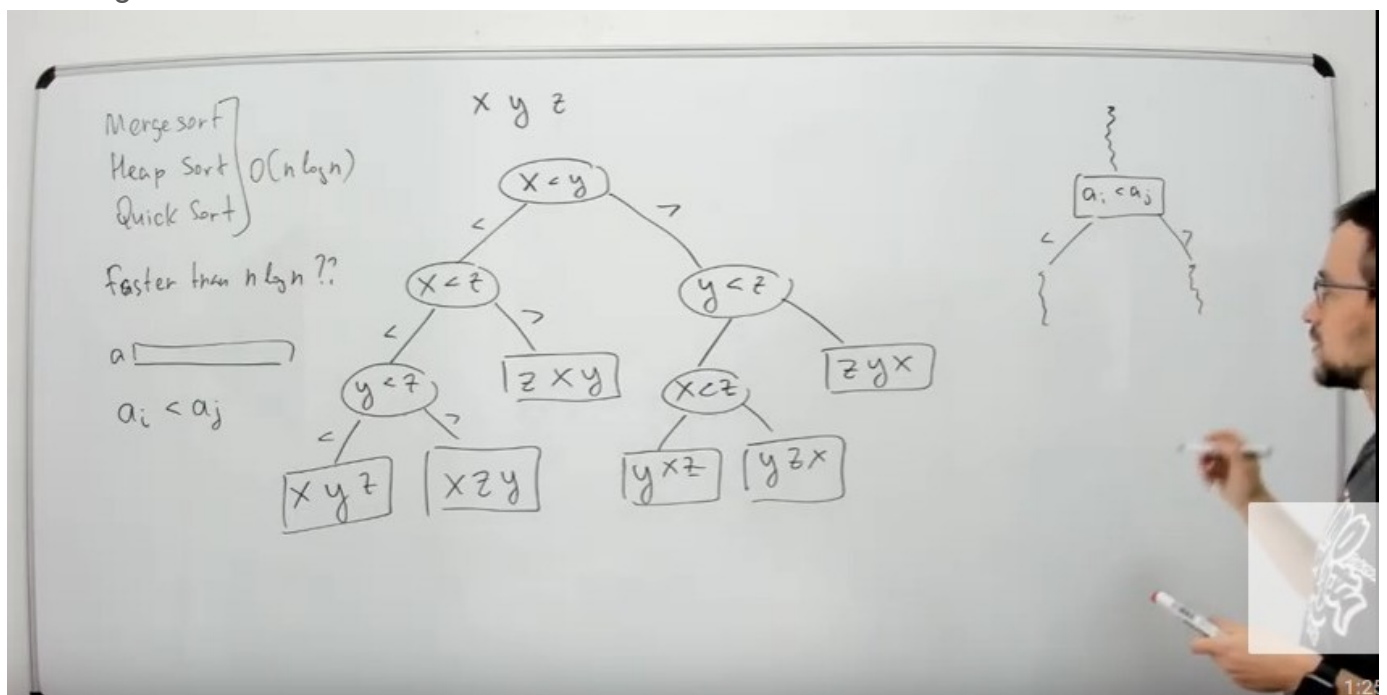 Merge sort
Heap Sort
Quick Sort
O(n log n)
faster than n log n ??
a
aᵢ < aⱼ
x y z
x < y
< >
x < z
y < z
< >
y < z
z x y
x < z
z y x
< >
x y z
x z y
y x z
y z x
aᵢ < aⱼ
< >